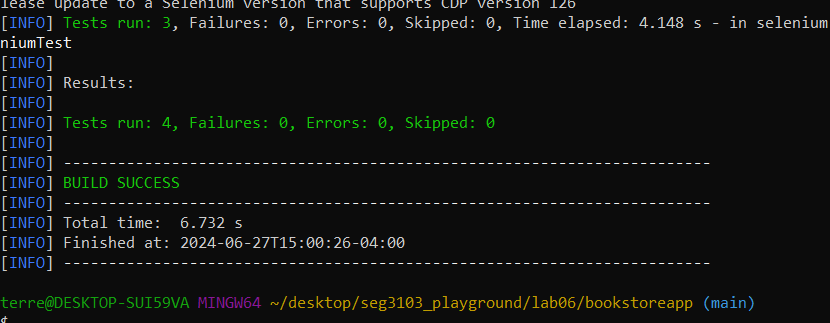 lease update to a Selenium version that supports CDP version 126
[INFO] Tests run: 3, Failures: 0, Errors: 0, Skipped: 0, Time elapsed: 4.148 s - in selenium
niumTest
[INFO]
[INFO] Results:
[INFO]
[INFO] Tests run: 4, Failures: 0, Errors: 0, Skipped: 0
[INFO]
[INFO] ------------------------------------------------------------------------
[INFO] BUILD SUCCESS
[INFO] ------------------------------------------------------------------------
[INFO] Total time:  6.732 s
[INFO] Finished at: 2024-06-27T15:00:26-04:00
[INFO] ------------------------------------------------------------------------
terre@DESKTOP-SUI59VA MINGW64 ~/desktop/seg3103_playground/lab06/bookstoreapp (main)
$